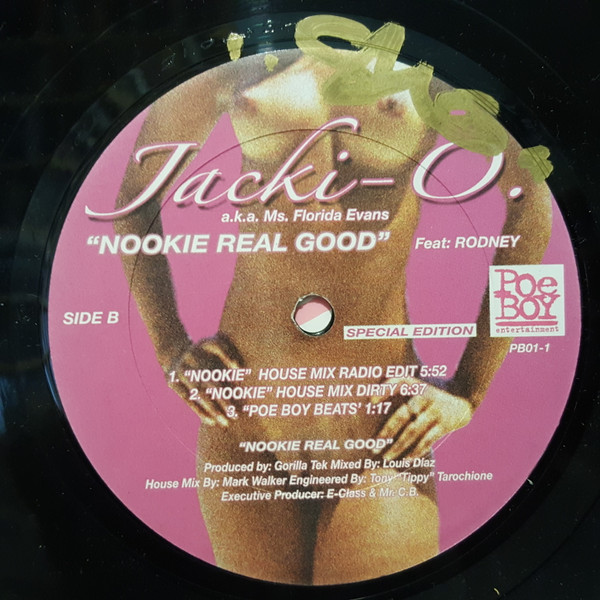 Jacki-O.
a.k.a. Ms. Florida Evans
“NOOKIE REAL GOOD” Feat: RODNEY
POE
BOY
entertainment
PB01-1
SIDE B
SPECIAL EDITION
1. “NOOKIE” HOUSE MIX RADIO EDIT 5:52
2. “NOOKIE” HOUSE MIX DIRTY 6:37
3. “POE BOY BEATS’ 1:17
“NOOKIE REAL GOOD”
Produced by: Gorilla Tek Mixed By: Louis Diaz
House Mix By: Mark Walker Engineered By: Tony “Tippy” Tarochione
Executive Producer: E-Class & Mr. C.B.